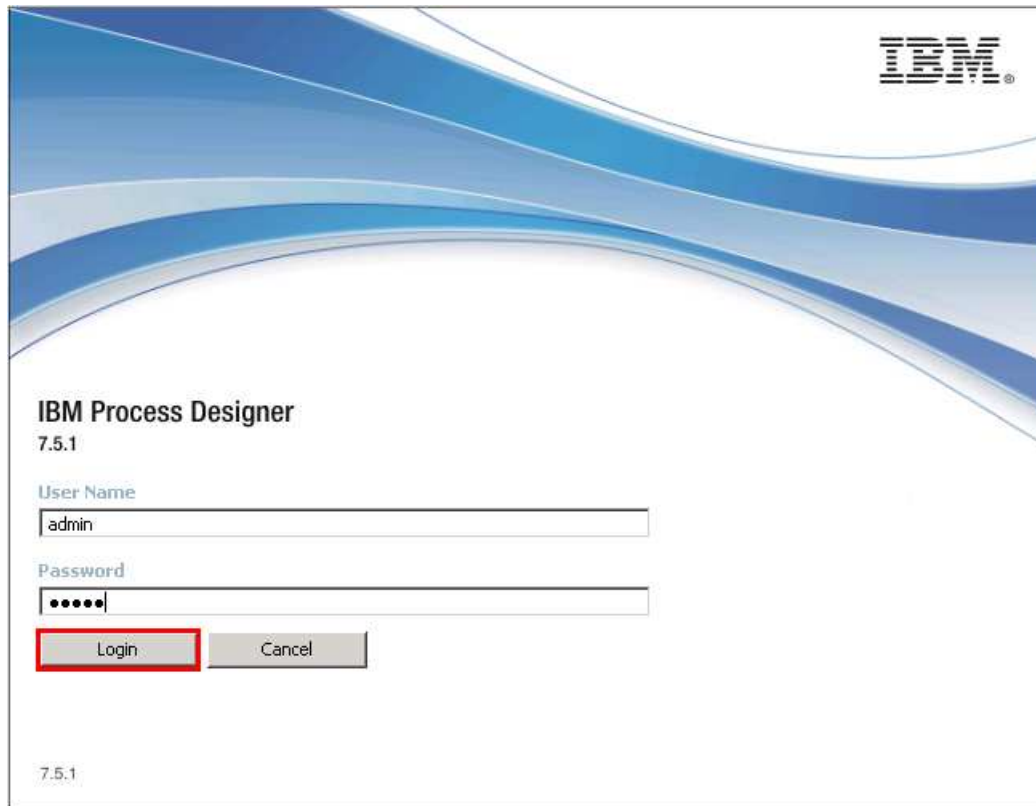 IBM®
IBM Process Designer
7.5.1
User Name
admin
Password
•••••
Login Cancel
7.5.1